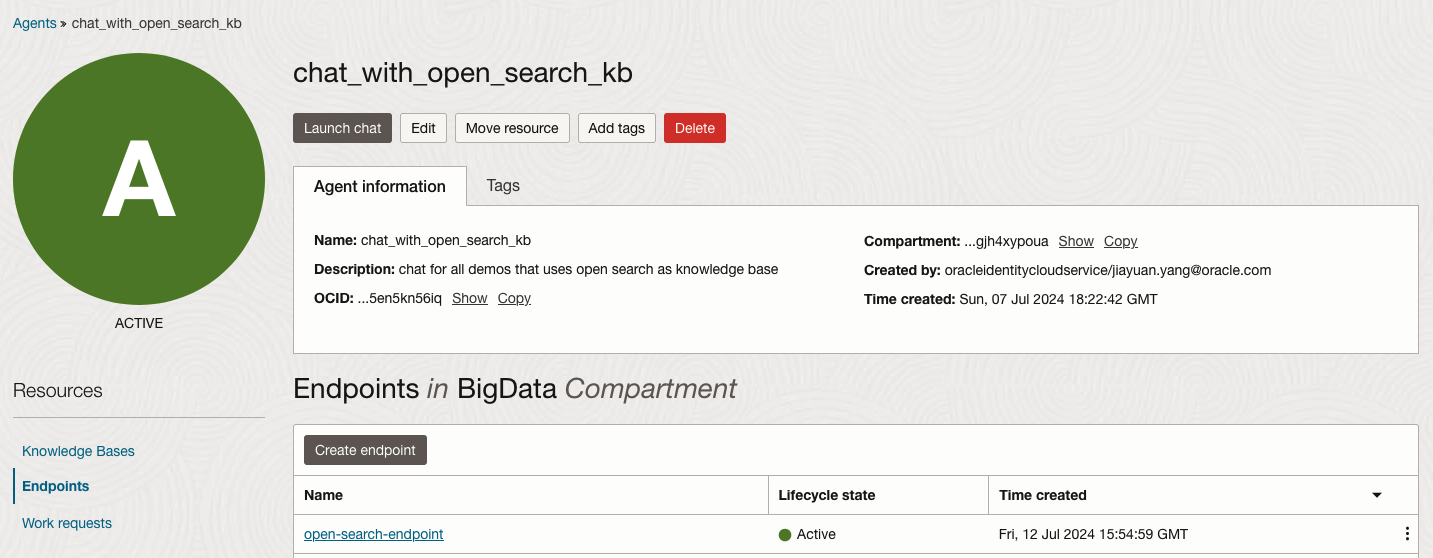 Agents » chat_with_open_search_kb
A
ACTIVE
chat_with_open_search_kb
Launch chat Edit Move resource Add tags Delete
Agent information Tags
Name: chat_with_open_search_kb
Description: chat for all demos that uses open search as knowledge base
OCID: ...5en5kn56iq Show Copy
Compartment: ...gjh4xypoua Show Copy
Created by: oracleidentitycloudservice/jiayuan.yang@oracle.com
Time created: Sun, 07 Jul 2024 18:22:42 GMT
Resources
Knowledge Bases
Endpoints
Work requests
Endpoints in BigData Compartment
Create endpoint
Name Lifecycle state Time created
open-search-endpoint Active Fri, 12 Jul 2024 15:54:59 GMT